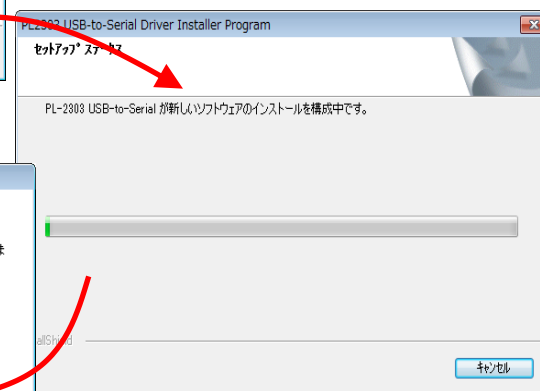 PL2303 USB-to-Serial Driver Installer Program
セットアップ ステータス
PL-2303 USB-to-Serial が新しいソフトウェアのインストールを構成中です。
ま
allShield
キャンセル